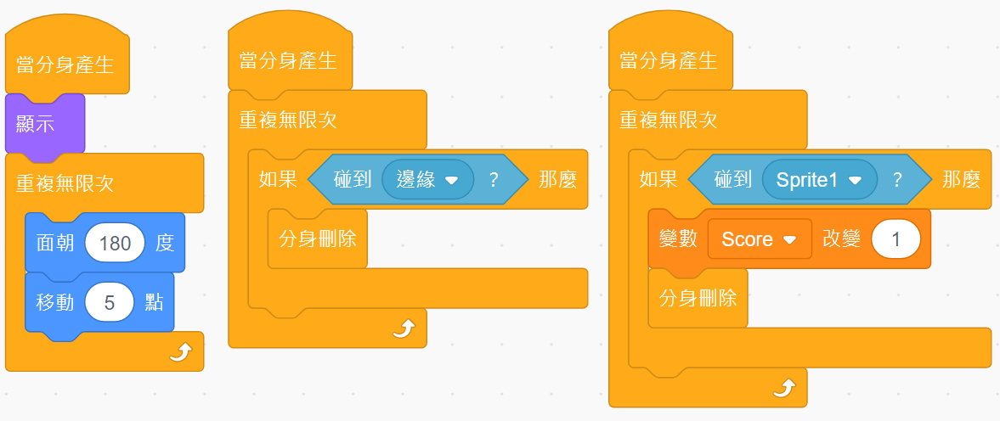 當分身產生
顯示
重複無限次
面朝 180 度
移動 5 點
當分身產生
重複無限次
如果 碰到 邊緣 ? 那麼
分身刪除
當分身產生
重複無限次
如果 碰到 Sprite1 ? 那麼
變數 Score 改變 1
分身刪除